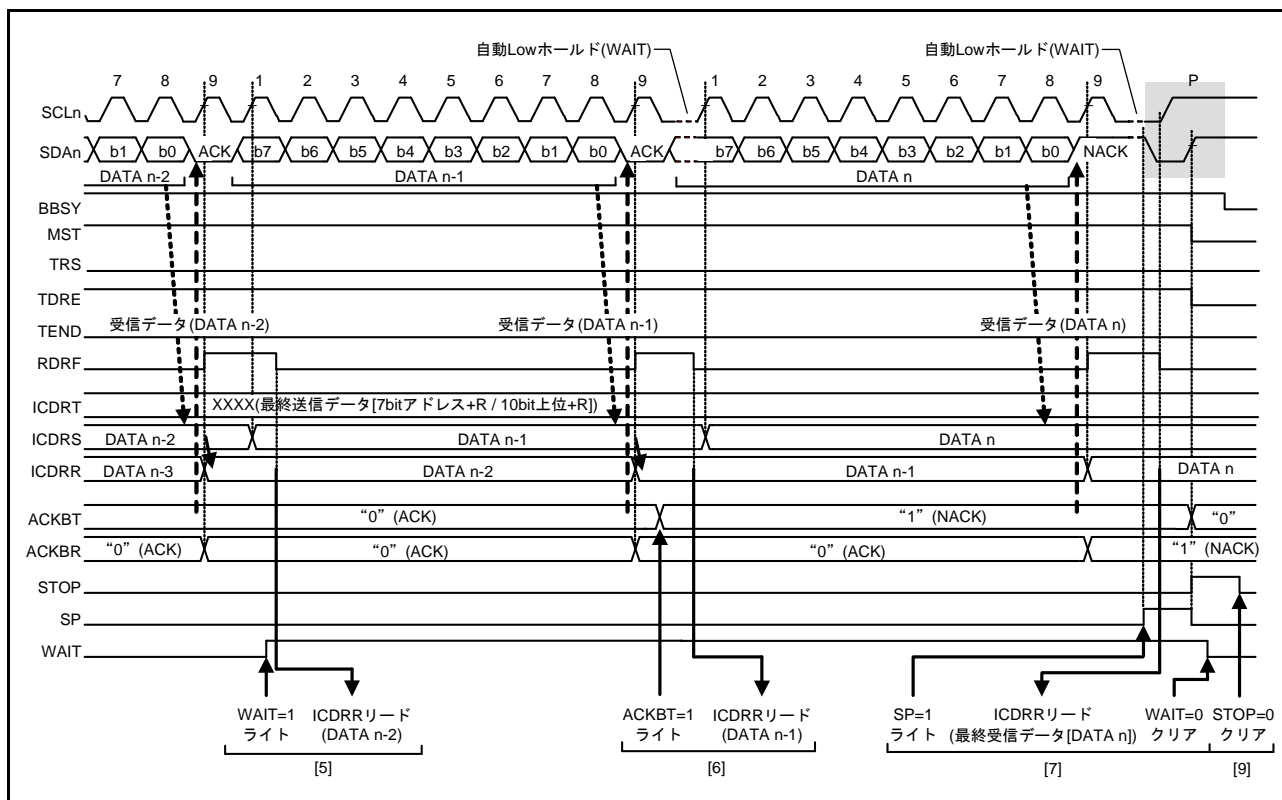 自動Lowホールド(WAIT) 自動Lowホールド(WAIT)
7 8 9 1 2 3 4 5 6 7 8 9 1 2 3 4 5 6 7 8 9 P
SCLn
SDAn b1 b0 ACK b7 b6 b5 b4 b3 b2 b1 b0 ACK b7 b6 b5 b4 b3 b2 b1 b0 NACK
DATA n-2 DATA n-1 DATA n
BBSY
MST
TRS
TDRE
受信データ(DATA n-2) 受信データ(DATA n-1) 受信データ(DATA n)
TEND
RDRF
ICDRT XXXX(最終送信データ[7bitアドレス+R / 10bit上位+R])
ICDRS DATA n-2 DATA n-1 DATA n
ICDRR DATA n-3 DATA n-2 DATA n-1 DATA n
ACKBT “0” (ACK) “1” (NACK) “0”
ACKBR “0” (ACK) “0” (ACK) “0” (ACK) “1” (NACK)
STOP
SP
WAIT
WAIT=1 ICDRRリード ACKBT=1 ICDRRリード SP=1 ICDRRリード WAIT=0 STOP=0
ライト (DATA n-2) ライト (DATA n-1) ライト (最終受信データ[DATA n]) クリア クリア
[5] [6] [7] [9]